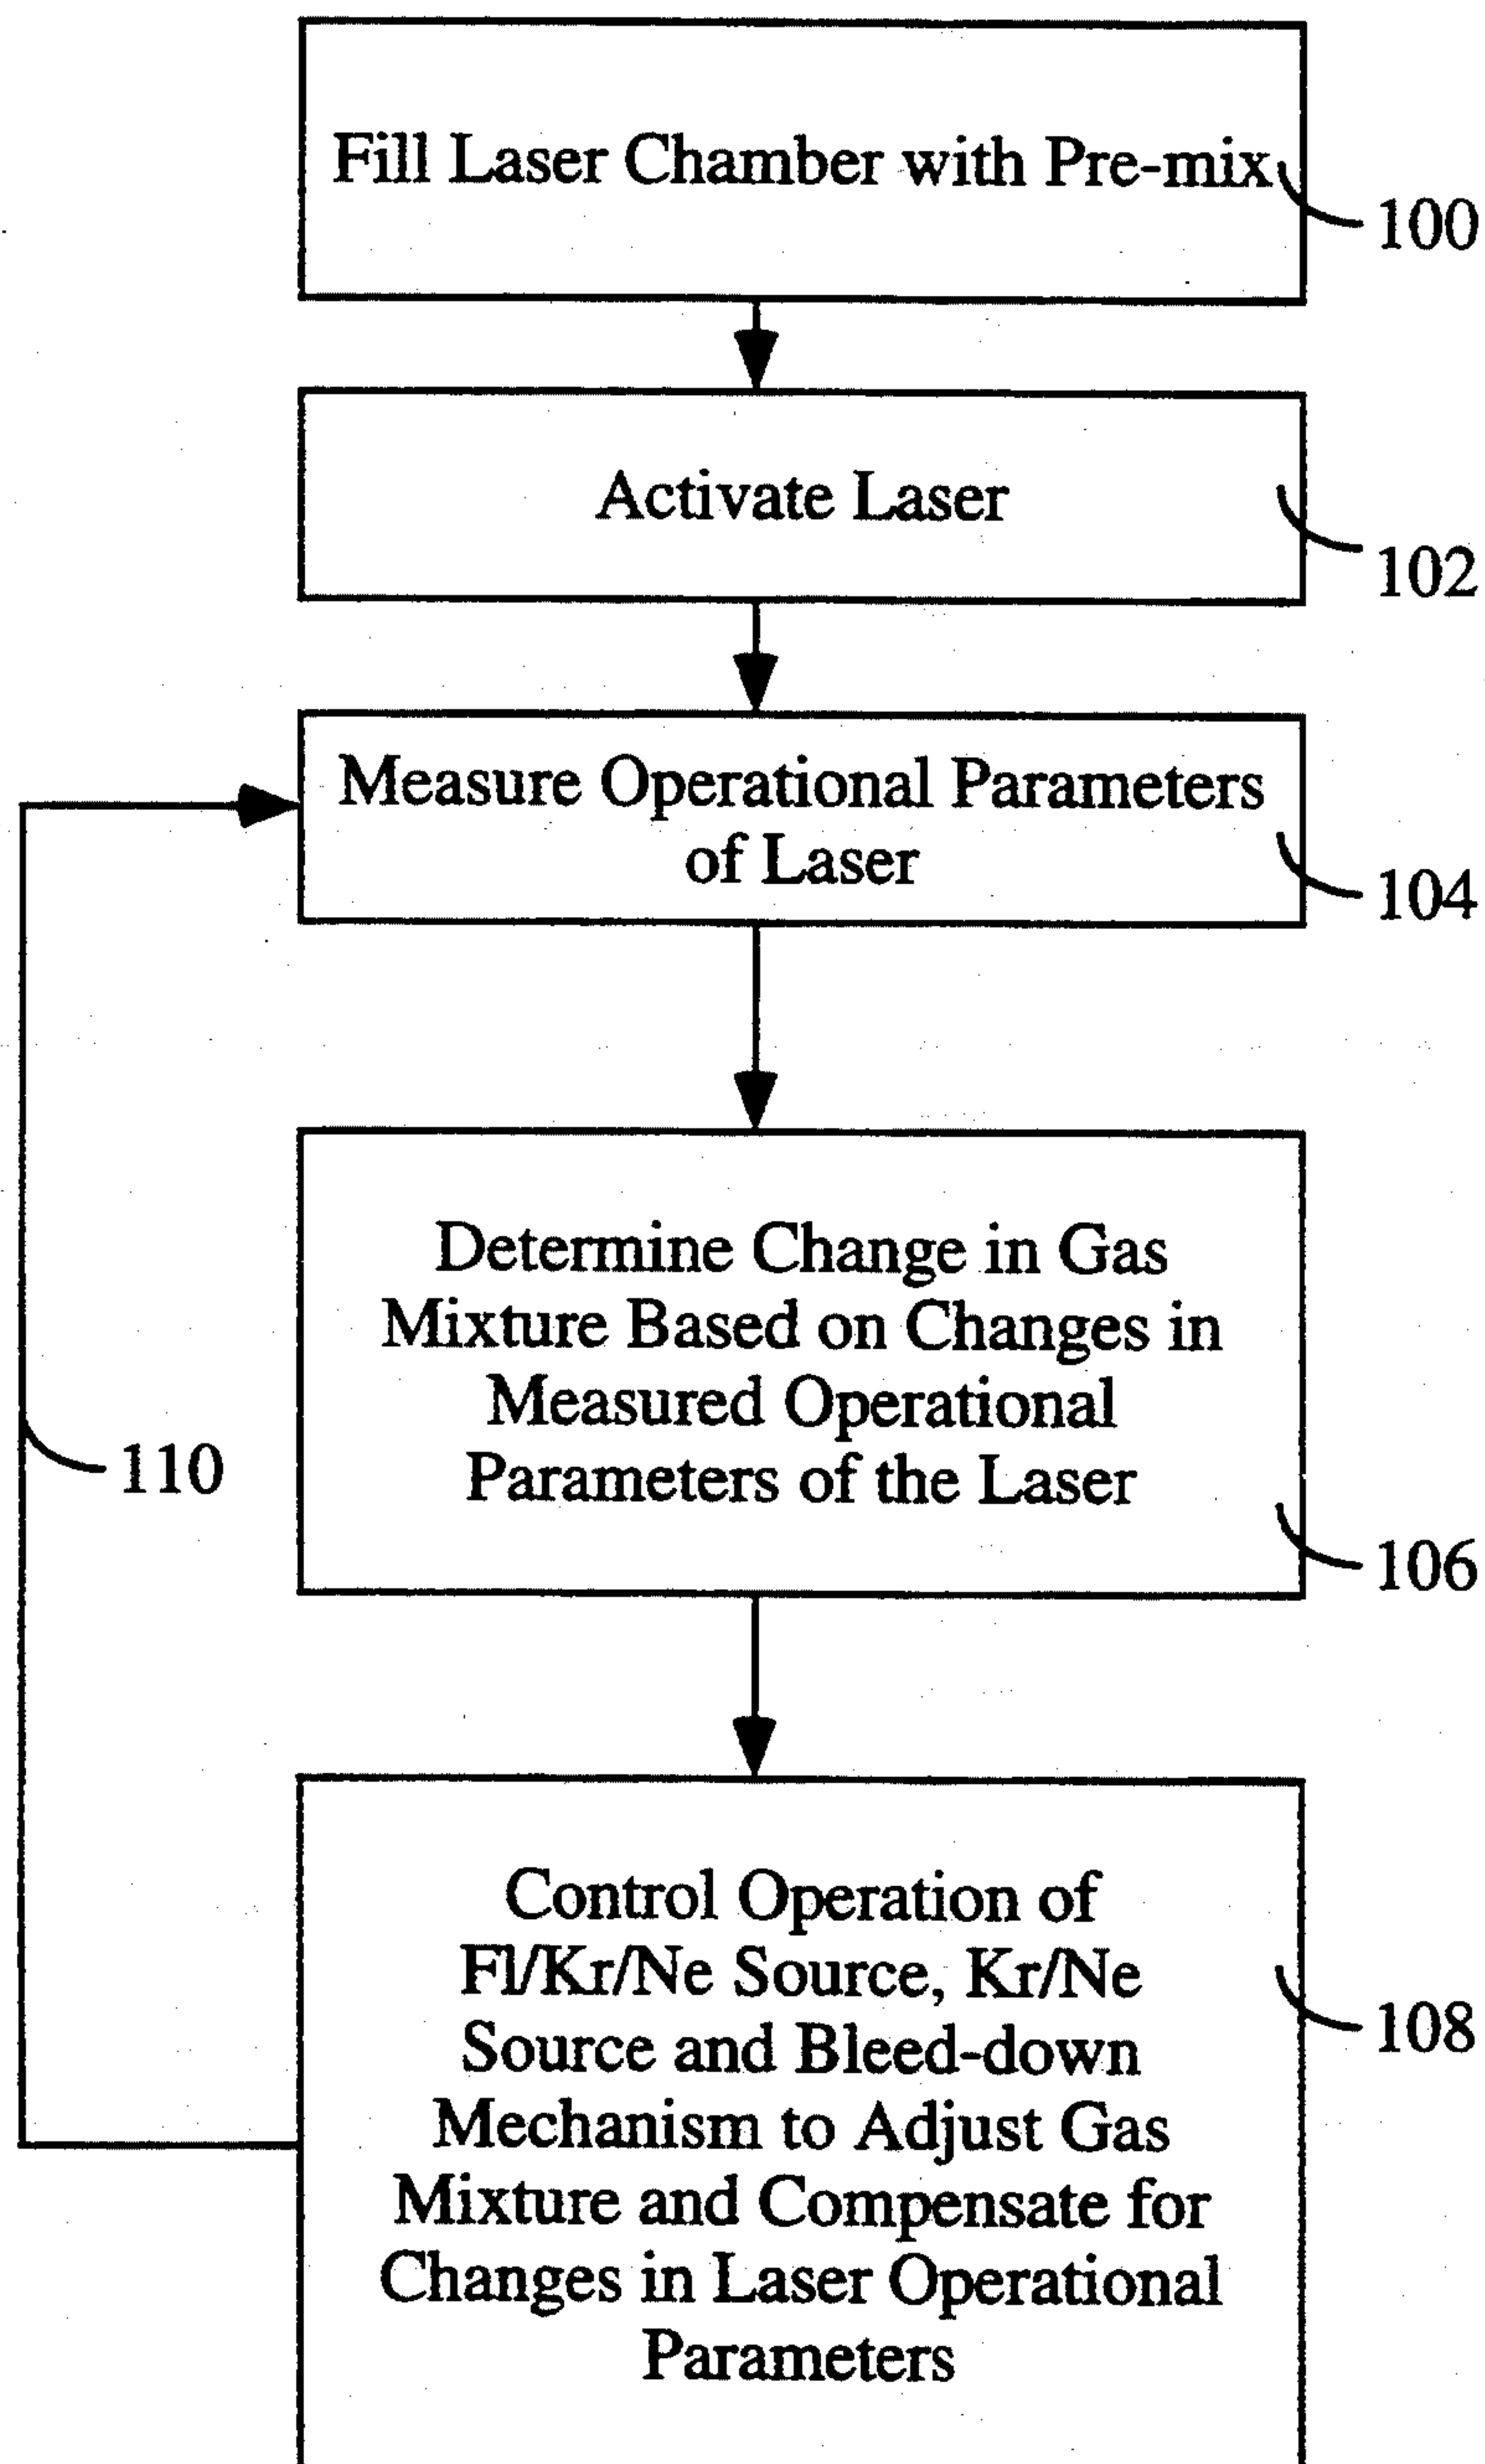 Fill Laser Chamber with Pre-mix
100
Activate Laser
102
Measure Operational Parameters
of Laser
104
Determine Change in Gas
Mixture Based on Changes in
Measured Operational
Parameters of the Laser
110
106
Control Operation of
Fl/Kr/Ne Source, Kr/Ne
Source and Bleed-down
Mechanism to Adjust Gas
Mixture and Compensate for
Changes in Laser Operational
Parameters
108